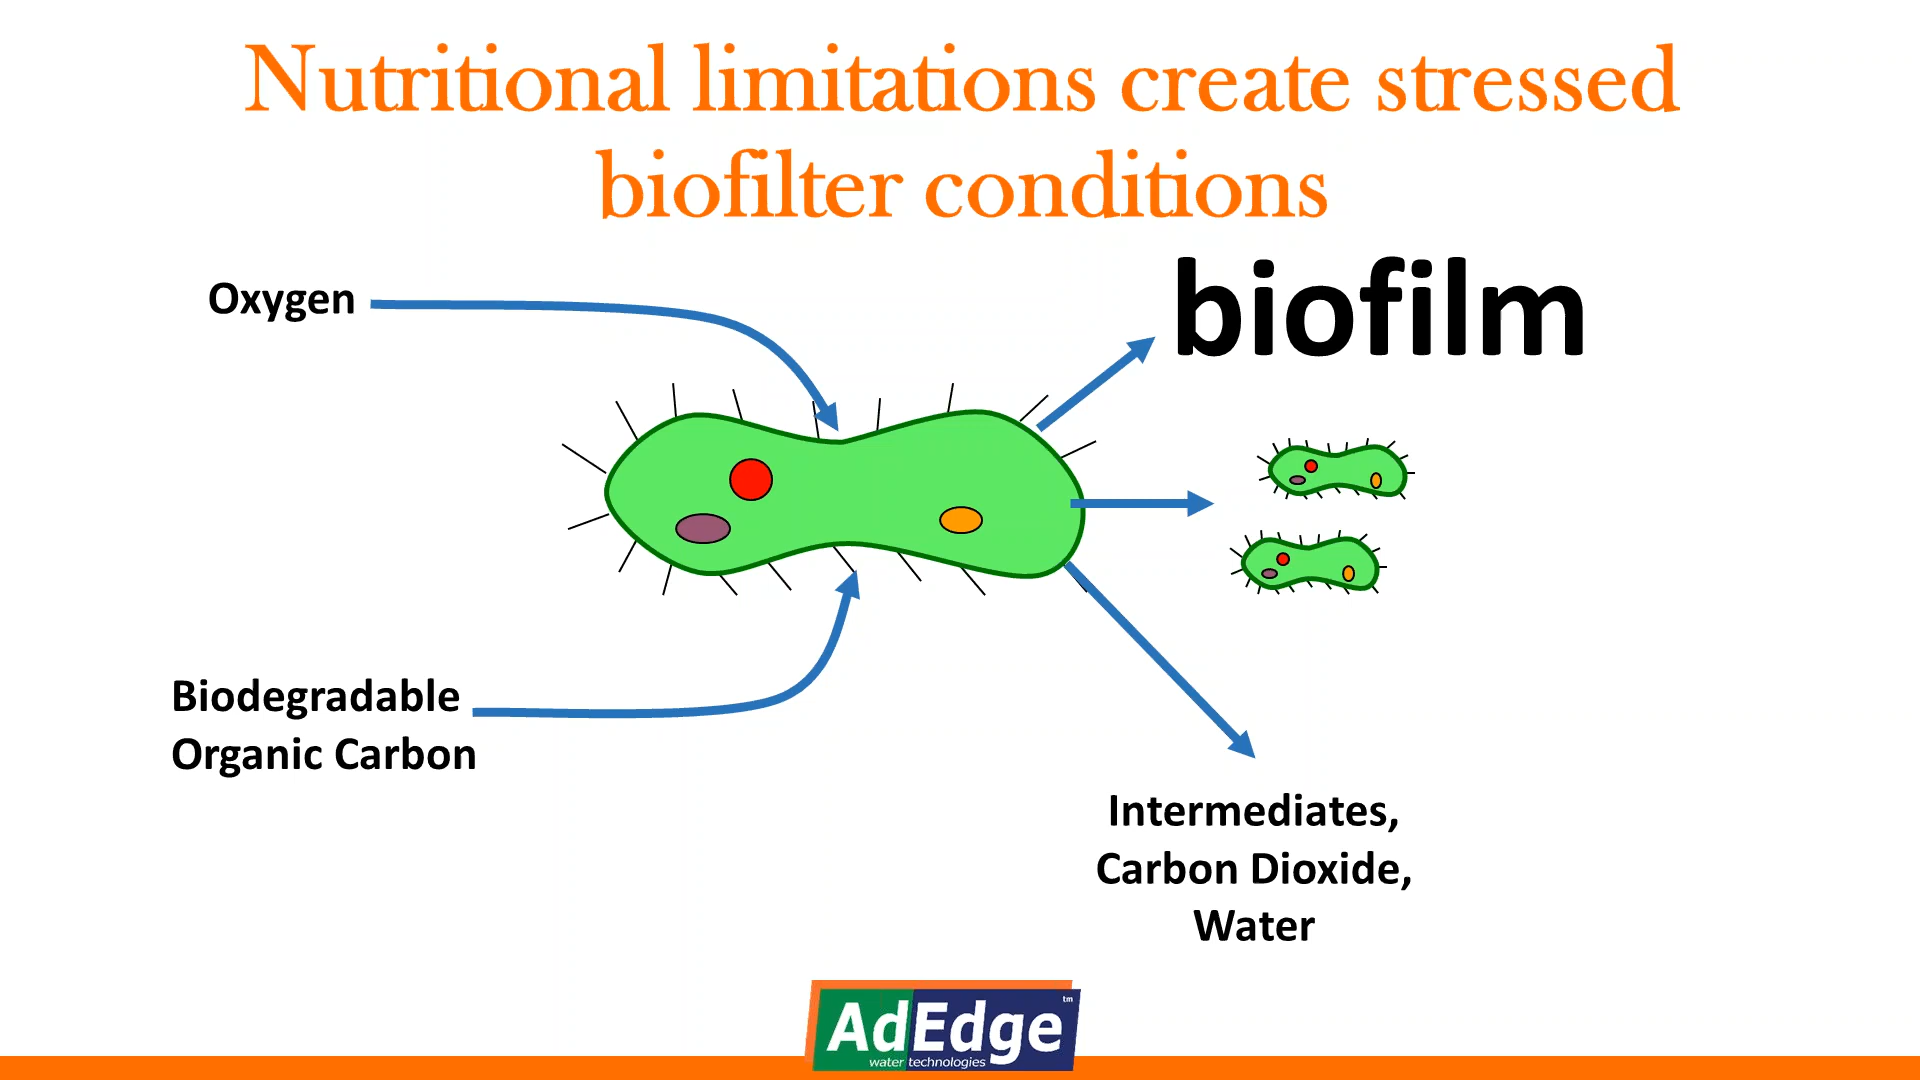 Nutritional limitations create stressed
biofilter conditions
Oxygen
biofilm
Biodegradable
Organic Carbon
Intermediates,
Carbon Dioxide,
Water
AdEdge tm
water technologies